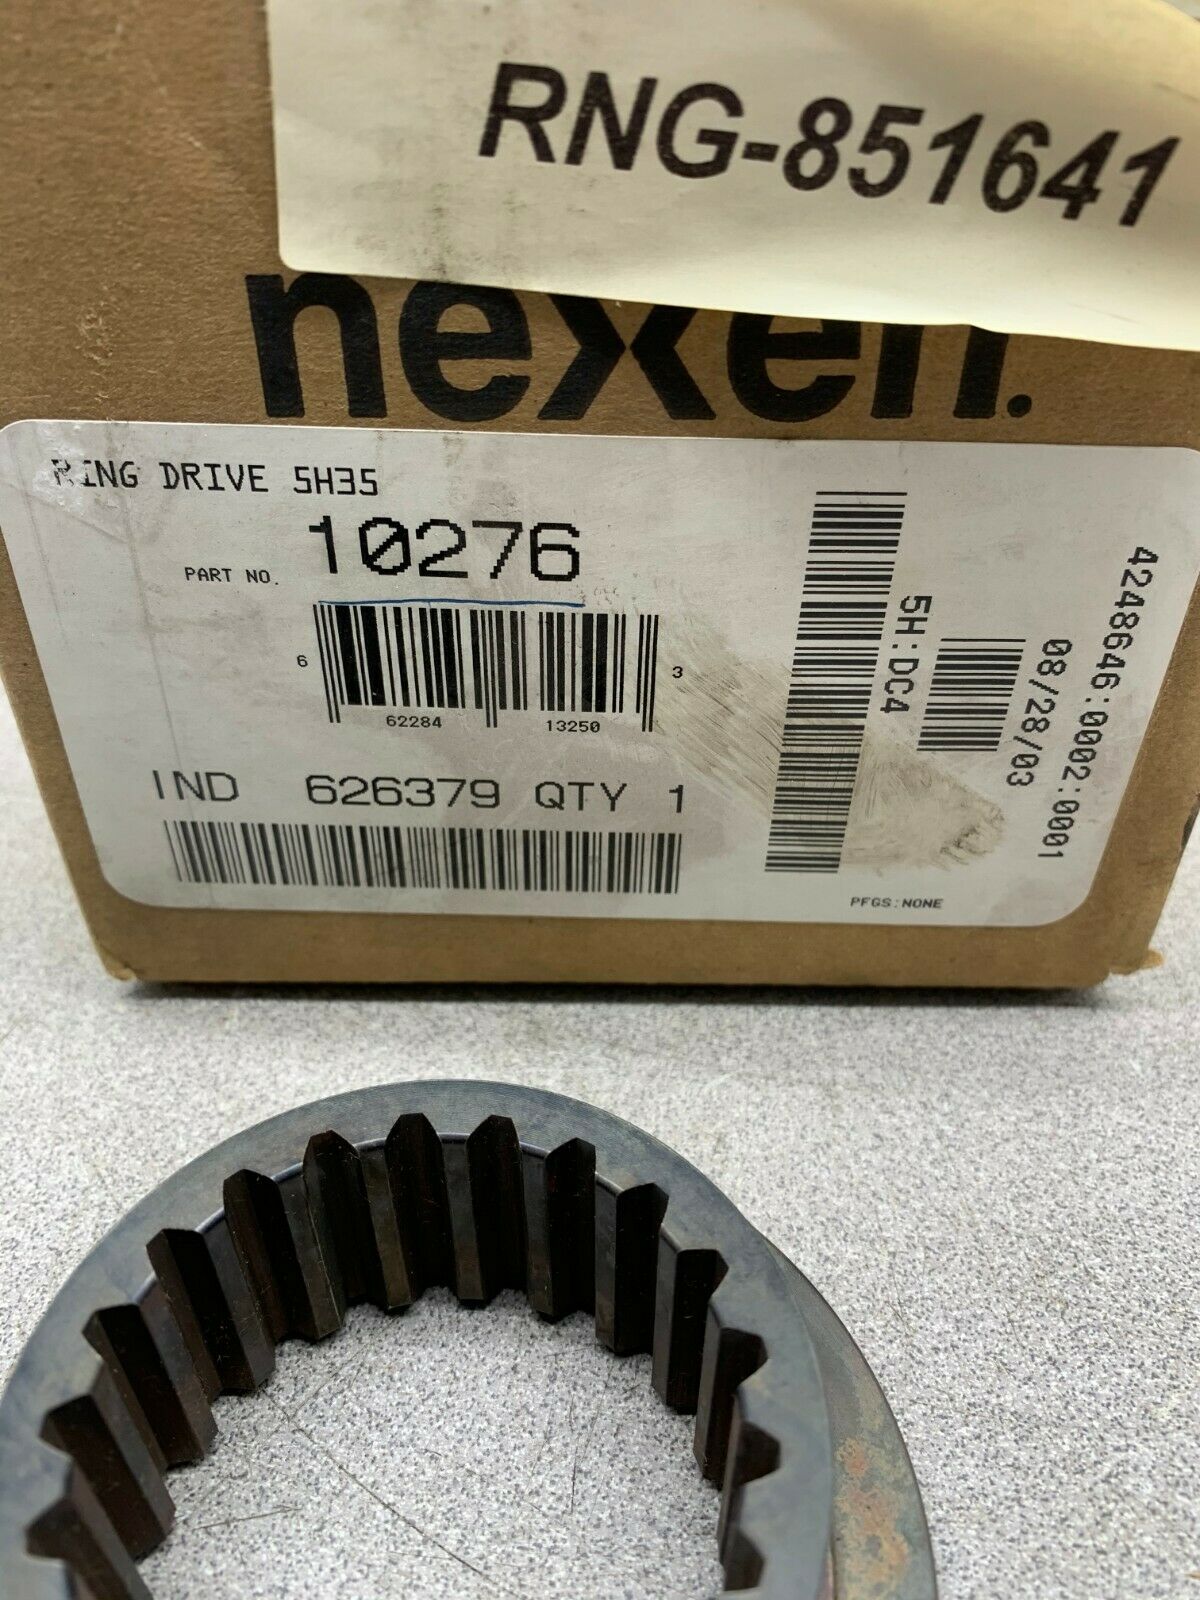 RNG-851641
nexen.
RING DRIVE 5H35
PART NO. 10276
6 62284 13250 3
IND 626379 QTY 1
5H:DC4
08/28/03
4248646:0002:0001
PFGS:NONE